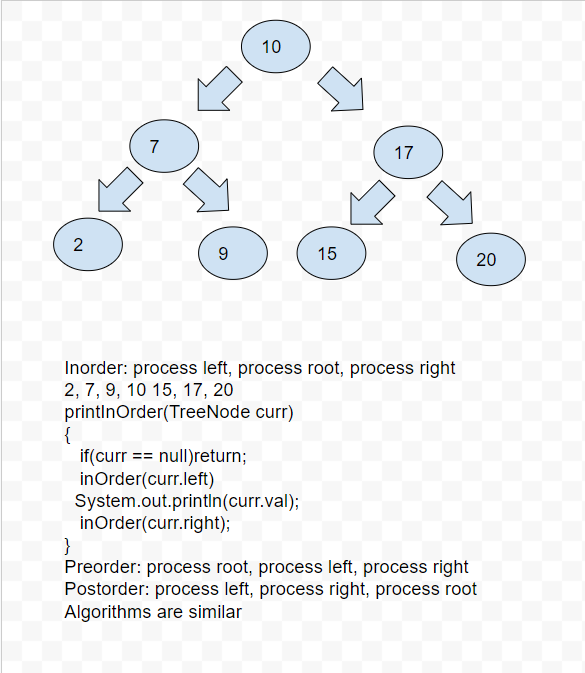 10
7
17
2
9
15
20
Inorder: process left, process root, process right
2, 7, 9, 10 15, 17, 20
printInOrder(TreeNode curr)
{
if(curr == null)return;
inOrder(curr.left)
System.out.println(curr.val);
inOrder(curr.right);
}
Preorder: process root, process left, process right
Postorder: process left, process right, process root
Algorithms are similar